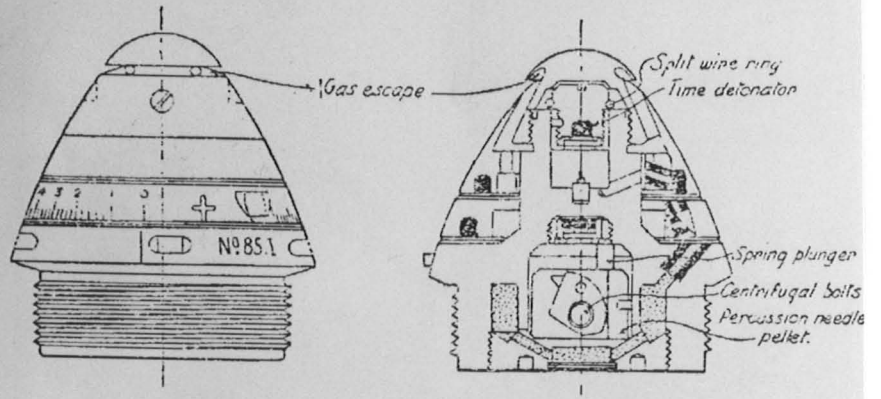 Gas escape
4 3 2 1 0
Nº 85.1
Split wire ring
Time detonator
Spring plunger
Centrifugal bolts
Percussion needle
pellet.